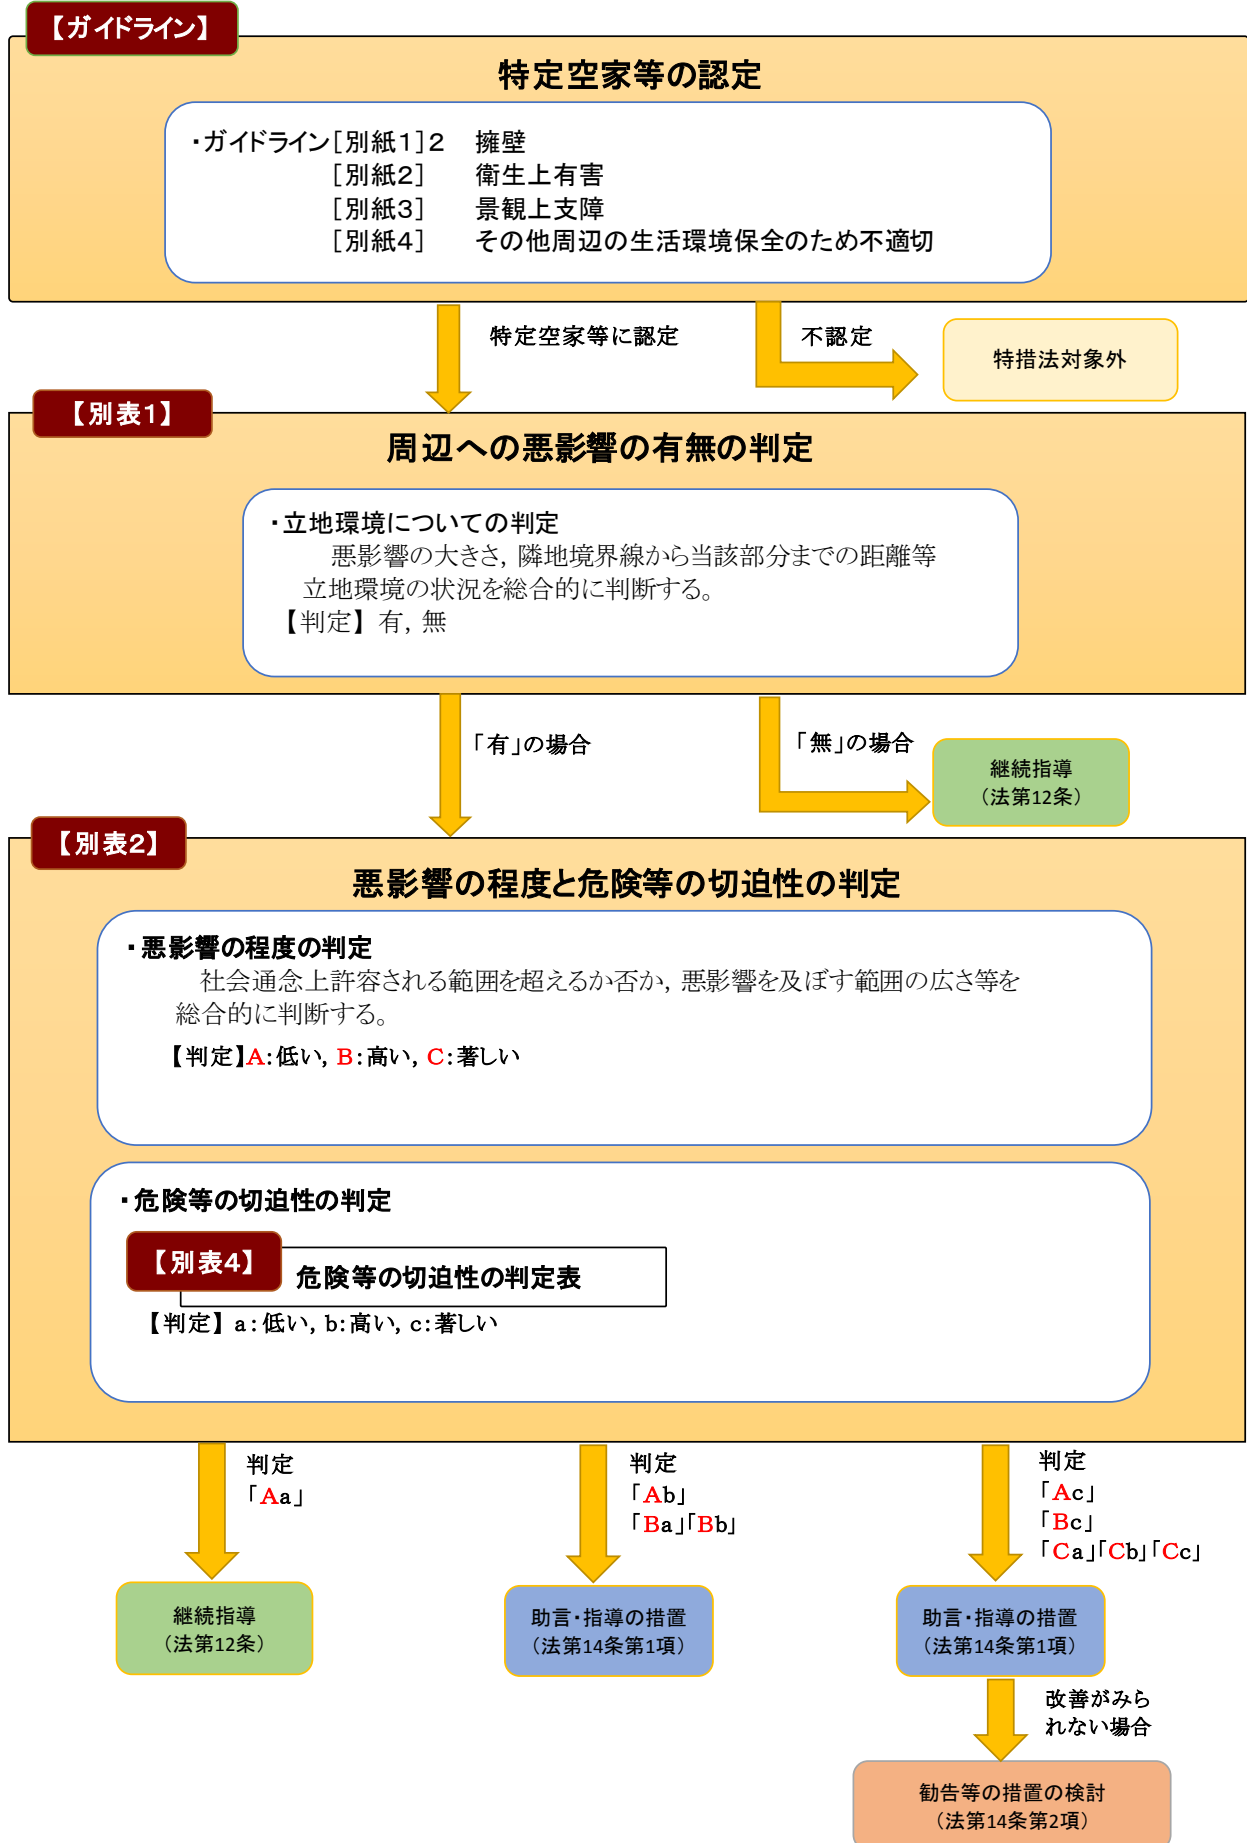 【ガイドライン】
特定空家等の認定
・ガイドライン[別紙1]2 擁壁
[別紙2] 衛生上有害
[別紙3] 景観上支障
[別紙4] その他周辺の生活環境保全のため不適切
特定空家等に認定
不認定
特措法対象外
【別表1】
周辺への悪影響の有無の判定
・立地環境についての判定
悪影響の大きさ, 隣地境界線から当該部分までの距離等
立地環境の状況を総合的に判断する。
【判定】 有, 無
「有」の場合
「無」の場合
継続指導
(法第12条)
【別表2】
悪影響の程度と危険等の切迫性の判定
・悪影響の程度の判定
社会通念上許容される範囲を超えるか否か, 悪影響を及ぼす範囲の広さ等を
総合的に判断する。
【判定】A:低い, B:高い, C:著しい
・危険等の切迫性の判定
【別表4】
危険等の切迫性の判定表
【判定】 a:低い, b:高い, c:著しい
判定
「Aa」
判定
「Ab」
「Ba」「Bb」
判定
「Ac」
「Bc」
「Ca」「Cb」「Cc」
継続指導
(法第12条)
助言・指導の措置
(法第14条第1項)
助言・指導の措置
(法第14条第1項)
改善がみら
れない場合
勧告等の措置の検討
(法第14条第2項)